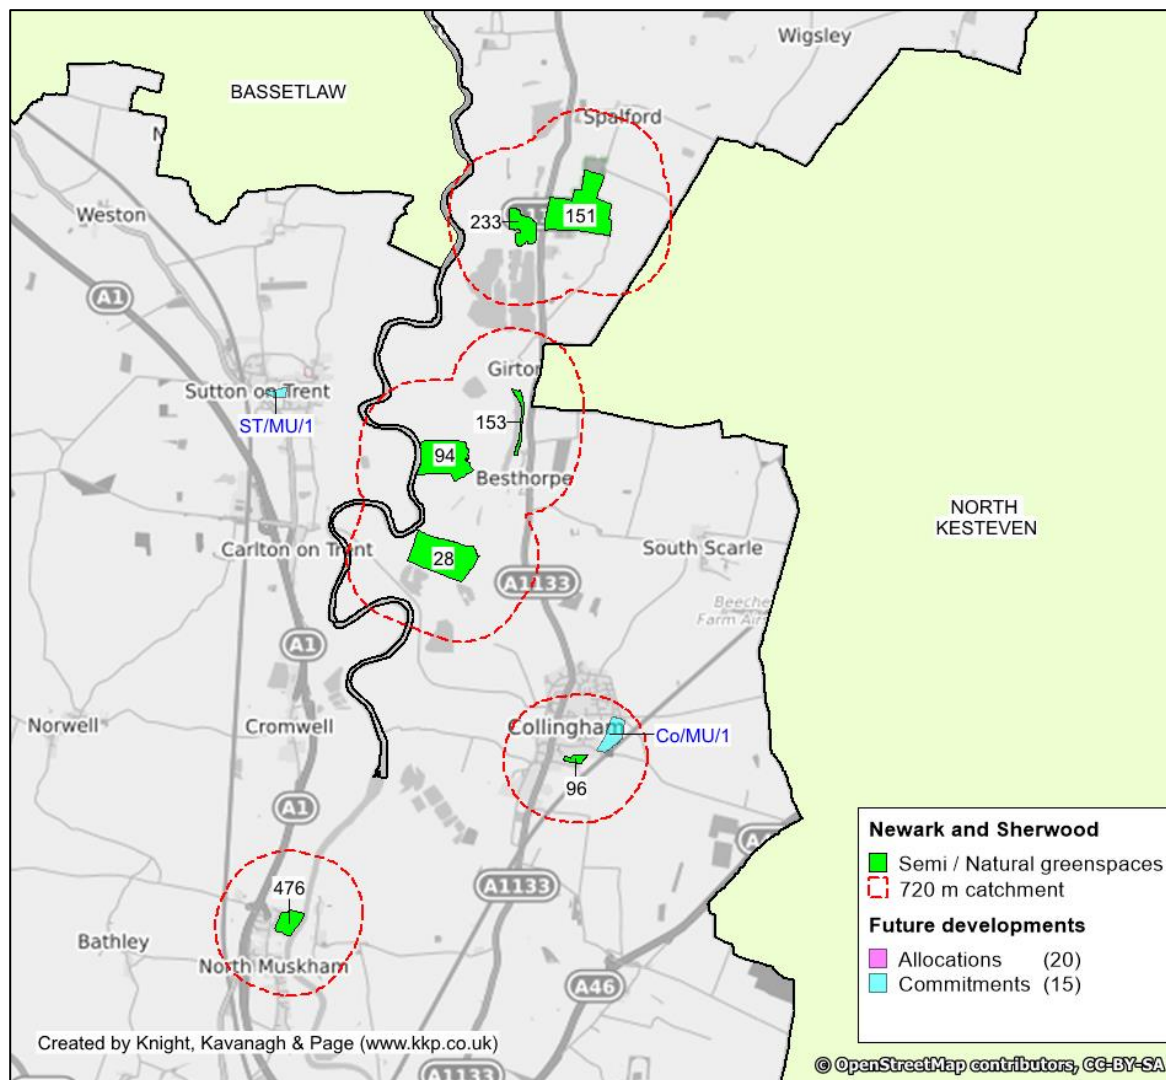 Wigsley
BASSETLAW
Spalford
Weston
233
151
A1
Girton
Sutton on Trent
ST/MU/1
153
94
Besthorpe
NORTH
KESTEVEN
Carlton on Trent
28
South Scarle
A1133
Farm
A1
Norwell
Cromwell
Collingham
Co/MU/1
96
A1
Newark and Sherwood
Semi / Natural greenspaces
720 m catchment
Future developments
Allocations (20)
Commitments (15)
A1133
476
Bathley
North Muskham
A46
Created by Knight, Kavanagh & Page (www.kkp.co.uk)
A1133
© OpenStreetMap contributors, CC-BY-SA